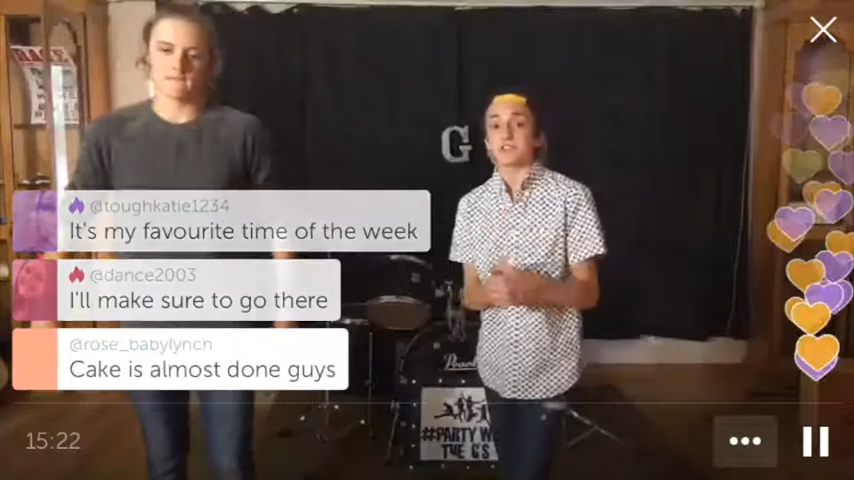 G
@toughkatie1234
It's my favourite time of the week
@dance2003
I'll make sure to go there
@rose_babylynch
Cake is almost done guys
#PARTY W
THE G'S
15:22